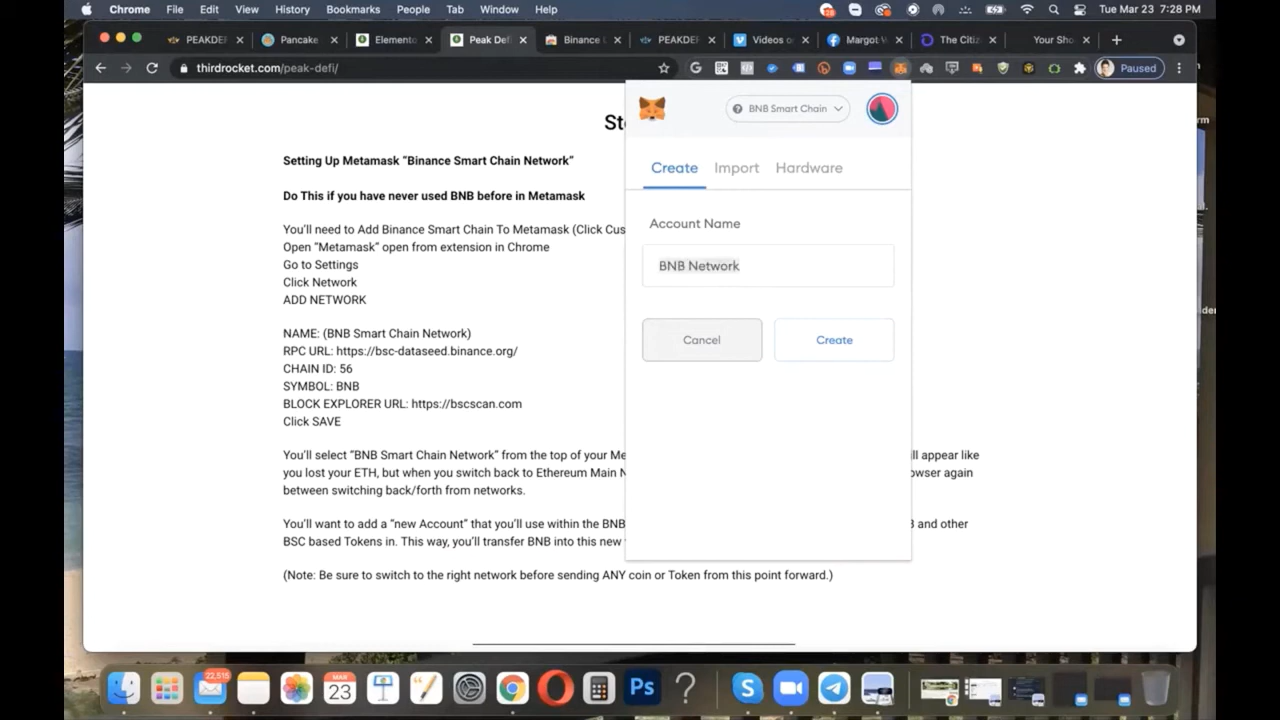 Chrome File Edit View History Bookmarks People Tab Window Help Tue Mar 23 7:28 PM
PEAKDEF Pancake Elemento Peak Defi Binance PEAKDEF Videos on Margot The Citiz Your Sho
thirdrocket.com/peak-defi/ Paused
BNB Smart Chain
Setting Up Metamask “Binance Smart Chain Network”
Do This if you have never used BNB before in Metamask
You’ll need to Add Binance Smart Chain To Metamask (Click Cus
Open “Metamask” open from extension in Chrome
Go to Settings
Click Network
ADD NETWORK
NAME: (BNB Smart Chain Network)
RPC URL: https://bsc-dataseed.binance.org/
CHAIN ID: 56
SYMBOL: BNB
BLOCK EXPLORER URL: https://bscscan.com
Click SAVE
You’ll select “BNB Smart Chain Network” from the top of your Me
ll appear like
you lost your ETH, but when you switch back to Ethereum Main N
owser again
between switching back/forth from networks.
You’ll want to add a “new Account” that you’ll use within the BNB
and other
BSC based Tokens in. This way, you’ll transfer BNB into this new
(Note: Be sure to switch to the right network before sending ANY coin or Token from this point forward.)
Create Import Hardware
Account Name
BNB Network
Cancel Create
22,515
MAR
23
Ps